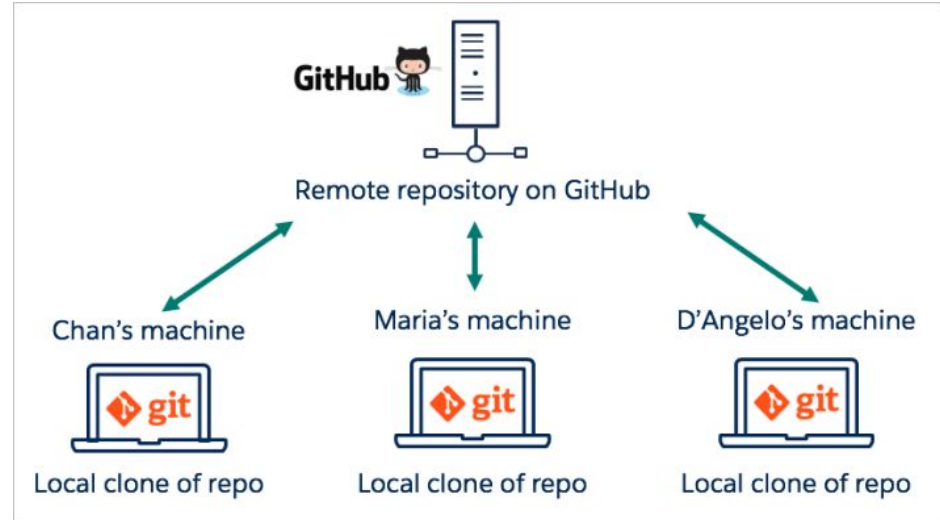 GitHub
Remote repository on GitHub
Chan's machine
Maria's machine
D'Angelo's machine
git
git
git
Local clone of repo
Local clone of repo
Local clone of repo